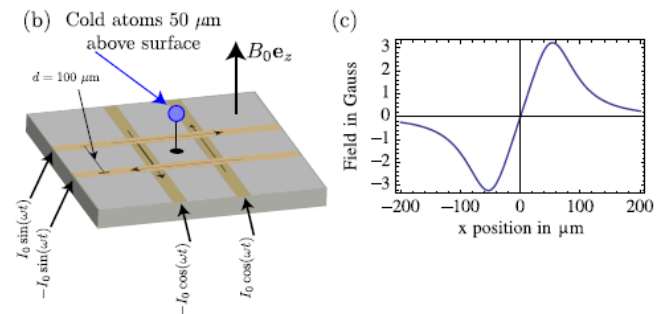 (b)
Cold atoms 50 μm
above surface
d = 100 μm
B₀e_z
I₀ sin(ωt)
−I₀ sin(ωt)
−I₀ cos(ωt)
I₀ cos(ωt)
(c)
Field in Gauss
3
2
1
0
−1
−2
−3
−200 −100 0 100 200
x position in μm